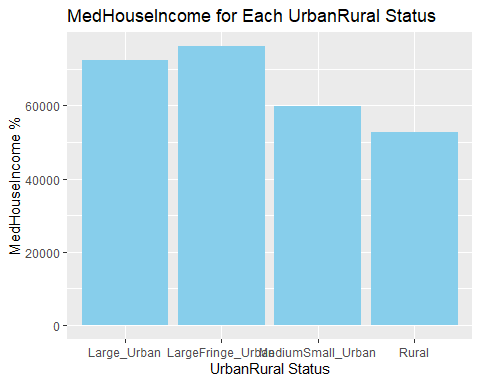 MedHouseIncome for Each UrbanRural Status
MedHouseIncome %
60000
40000
20000
0
Large_Urban LargeFringe_Urban MediumSmall_Urban Rural
UrbanRural Status